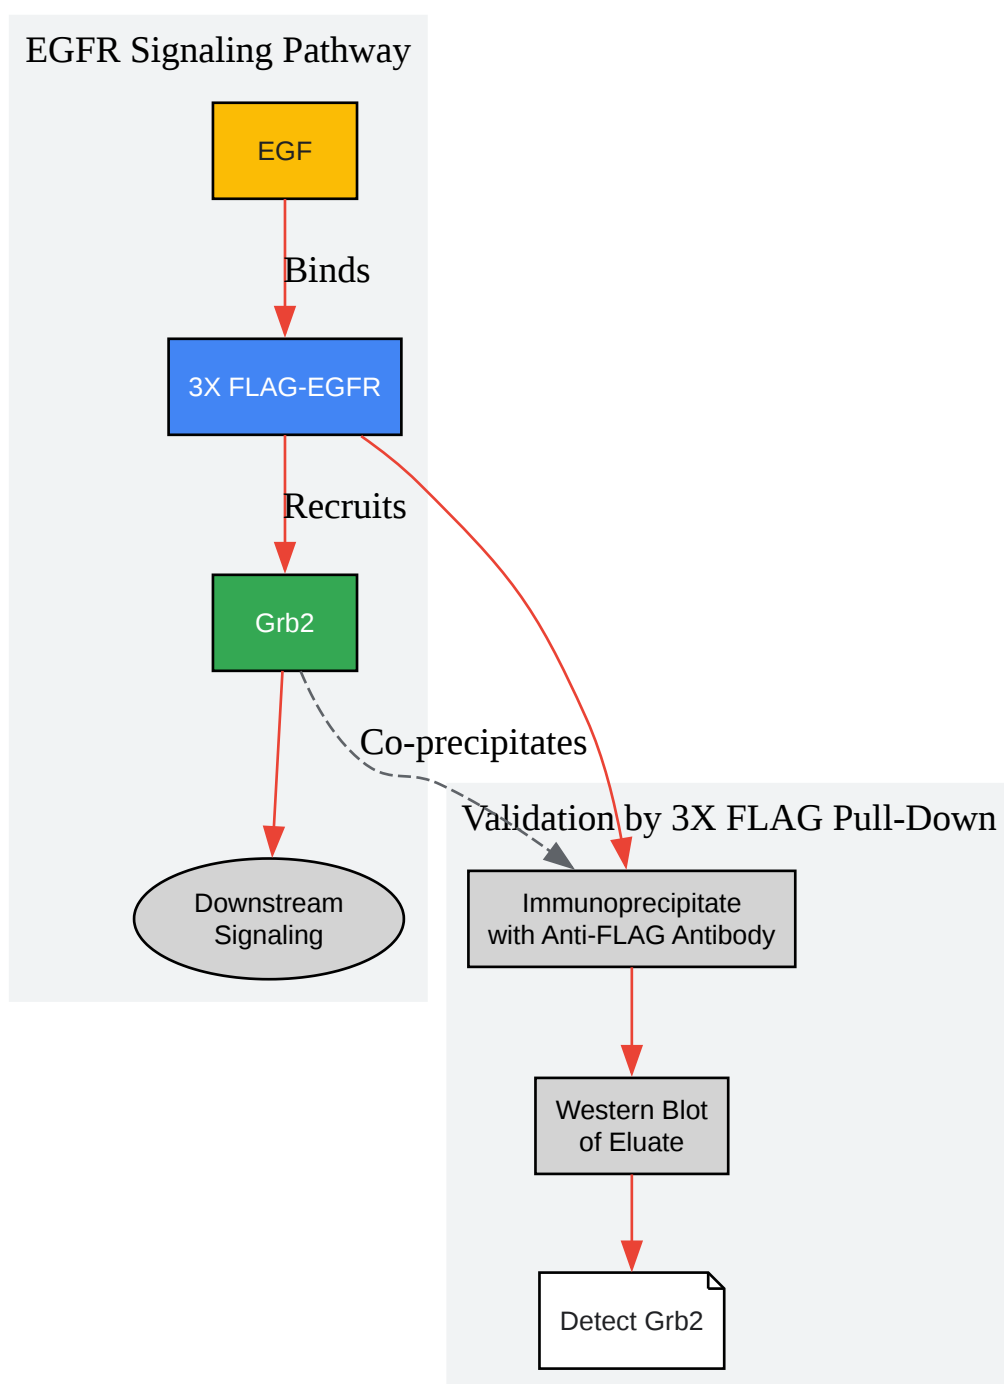 EGFR Signaling Pathway
EGF
Binds
3X FLAG-EGFR
Recruits
Grb2
Co-precipitates
Validation by 3X FLAG Pull-Down
Downstream
Signaling
Immunoprecipitate
with Anti-FLAG Antibody
Western Blot
of Eluate
Detect Grb2